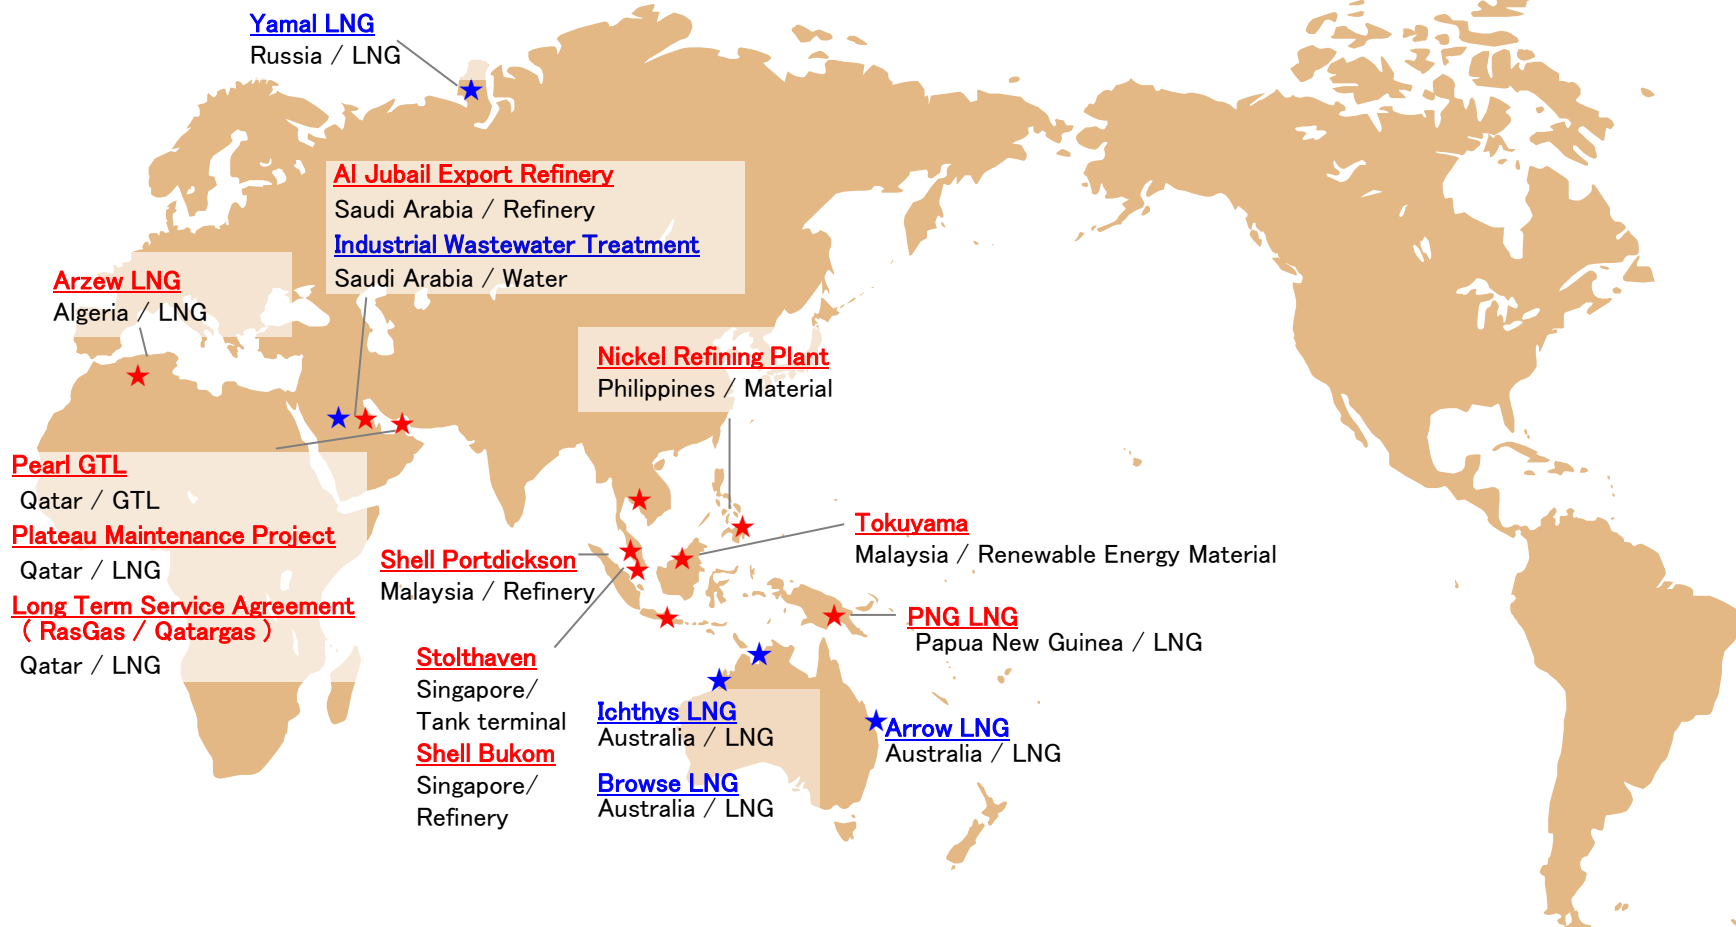 Yamal LNG
Russia / LNG
Al Jubail Export Refinery
Saudi Arabia / Refinery
Industrial Wastewater Treatment
Saudi Arabia / Water
Arzew LNG
Algeria / LNG
Nickel Refining Plant
Philippines / Material
Pearl GTL
Qatar / GTL
Plateau Maintenance Project
Qatar / LNG
Long Term Service Agreement
( RasGas / Qatargas )
Qatar / LNG
Shell Portdickson
Malaysia / Refinery
Tokuyama
Malaysia / Renewable Energy Material
PNG LNG
Papua New Guinea / LNG
Stolthaven
Singapore/
Tank terminal
Shell Bukom
Singapore/
Refinery
Ichthys LNG
Australia / LNG
Browse LNG
Australia / LNG
Arrow LNG
Australia / LNG